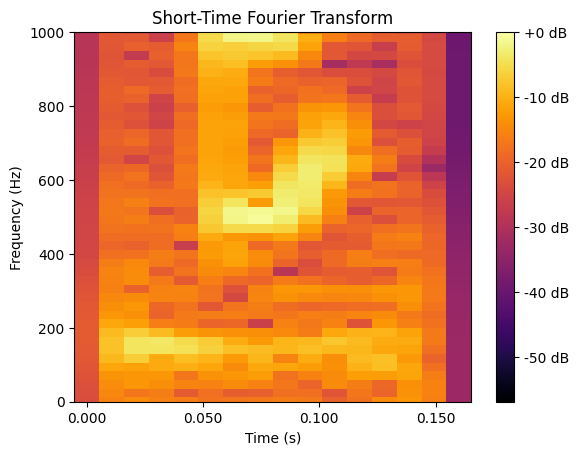 Short-Time Fourier Transform
1000
800
600
400
200
0
Frequency (Hz)
0.000
0.050
0.100
0.150
Time (s)
+0 dB
-10 dB
-20 dB
-30 dB
-40 dB
-50 dB